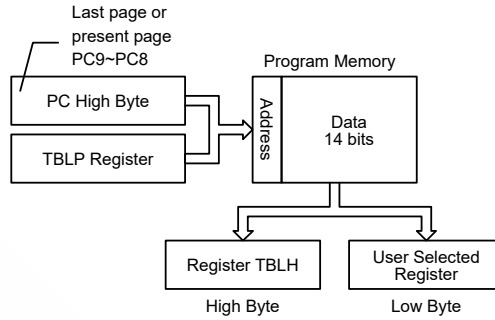 Last page or
present page
PC9~PC8
Program Memory
PC High Byte
TBLP Register
Address
Data
14 bits
Register TBLH
User Selected
Register
High Byte
Low Byte